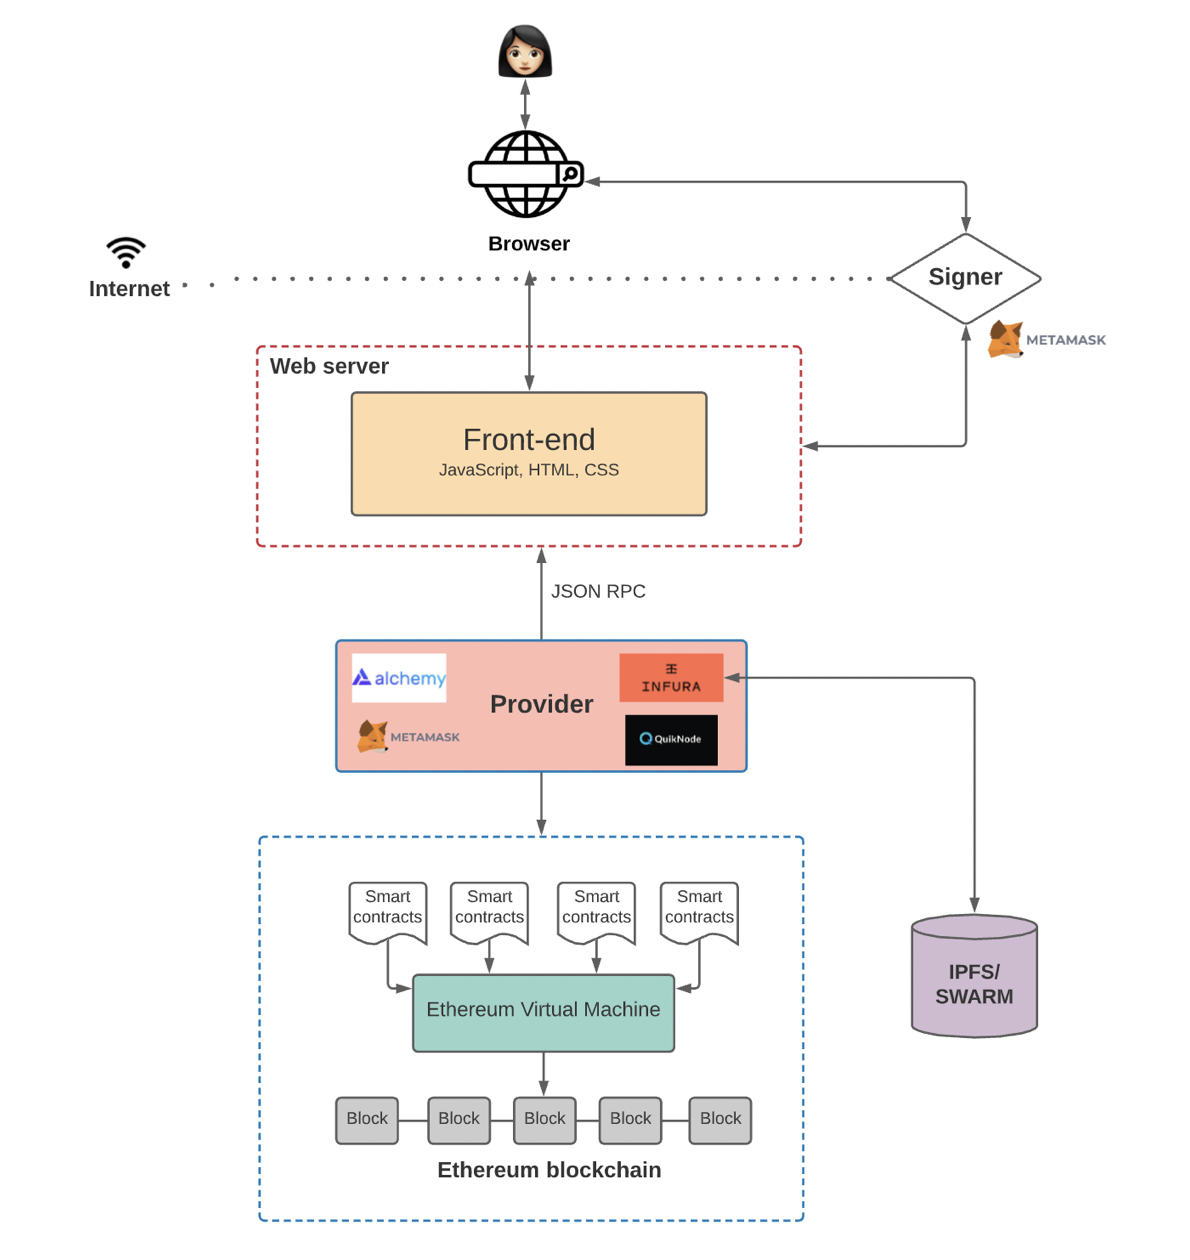 Browser
Internet
Signer
METAMASK
Web server
Front-end
JavaScript, HTML, CSS
JSON RPC
alchemy
INFURA
Provider
METAMASK
QuikNode
Smart
contracts
Smart
contracts
Smart
contracts
Smart
contracts
IPFS/
SWARM
Ethereum Virtual Machine
Block
Block
Block
Block
Block
Ethereum blockchain